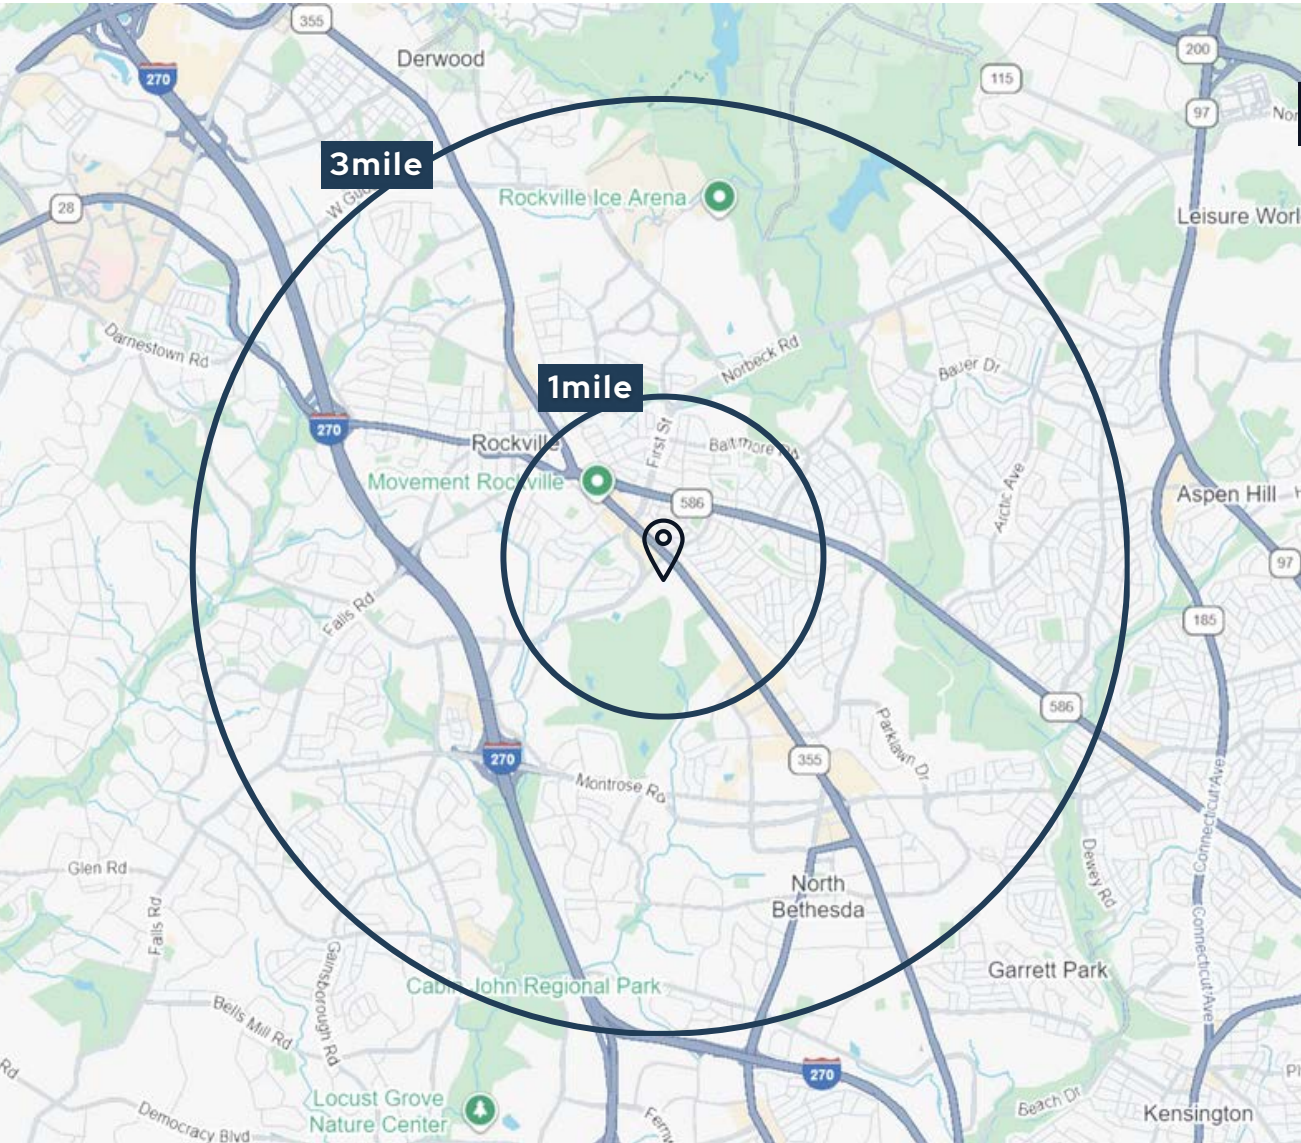 355
Derwood
200
270
115
97
3mile
Rockville Ice Arena
28
Leisure Worl
Darnestown Rd
Norbeck Rd
Bauer Dr
1mile
270
Rockville
First St
Baltimore Rd
Movement Rockville
586
Arctic Ave
Aspen Hill
97
Falls Rd
185
586
Parklawn Dr
270
355
Montrose Rd
Connecticut Ave
Glen Rd
Dewey Rd
North
Bethesda
Falls Rd
Gainsborough Rd
Connecticut Ave
Garrett Park
Cabin John Regional Park
Bells Mill Rd
Rd
270
Locust Grove
Nature Center
Beach Dr
Kensington
Democracy Blvd